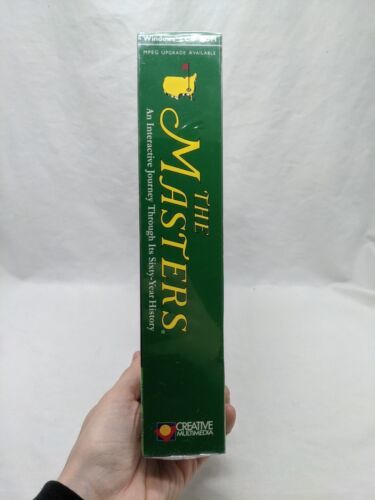 MPEG UPGRADE AVAILABLE
THE
MASTERS®
An Interactive Journey Through Its Sixty-Year History
CREATIVE
MULTIMEDIA